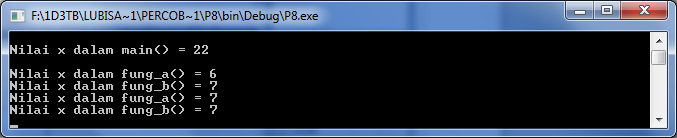 F:\1D3TB\LUBISA~1\PERCOB~1\P8\bin\Debug\P8.exe
Nilai x dalam main() = 22
Nilai x dalam fung_a() = 6
Nilai x dalam fung_b() = 7
Nilai x dalam fung_a() = 7
Nilai x dalam fung_b() = 7